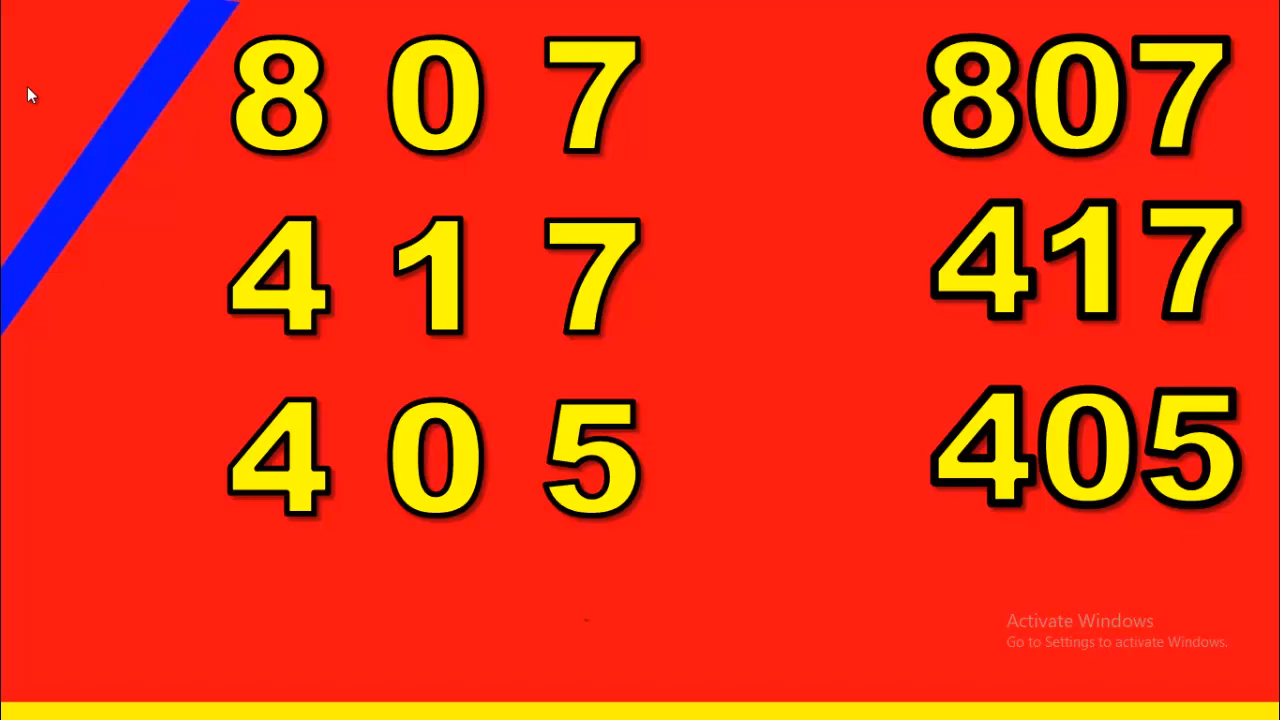 8 0 7 807
4 1 7 417
4 0 5 405
Activate Windows
Go to Settings to activate Windows.